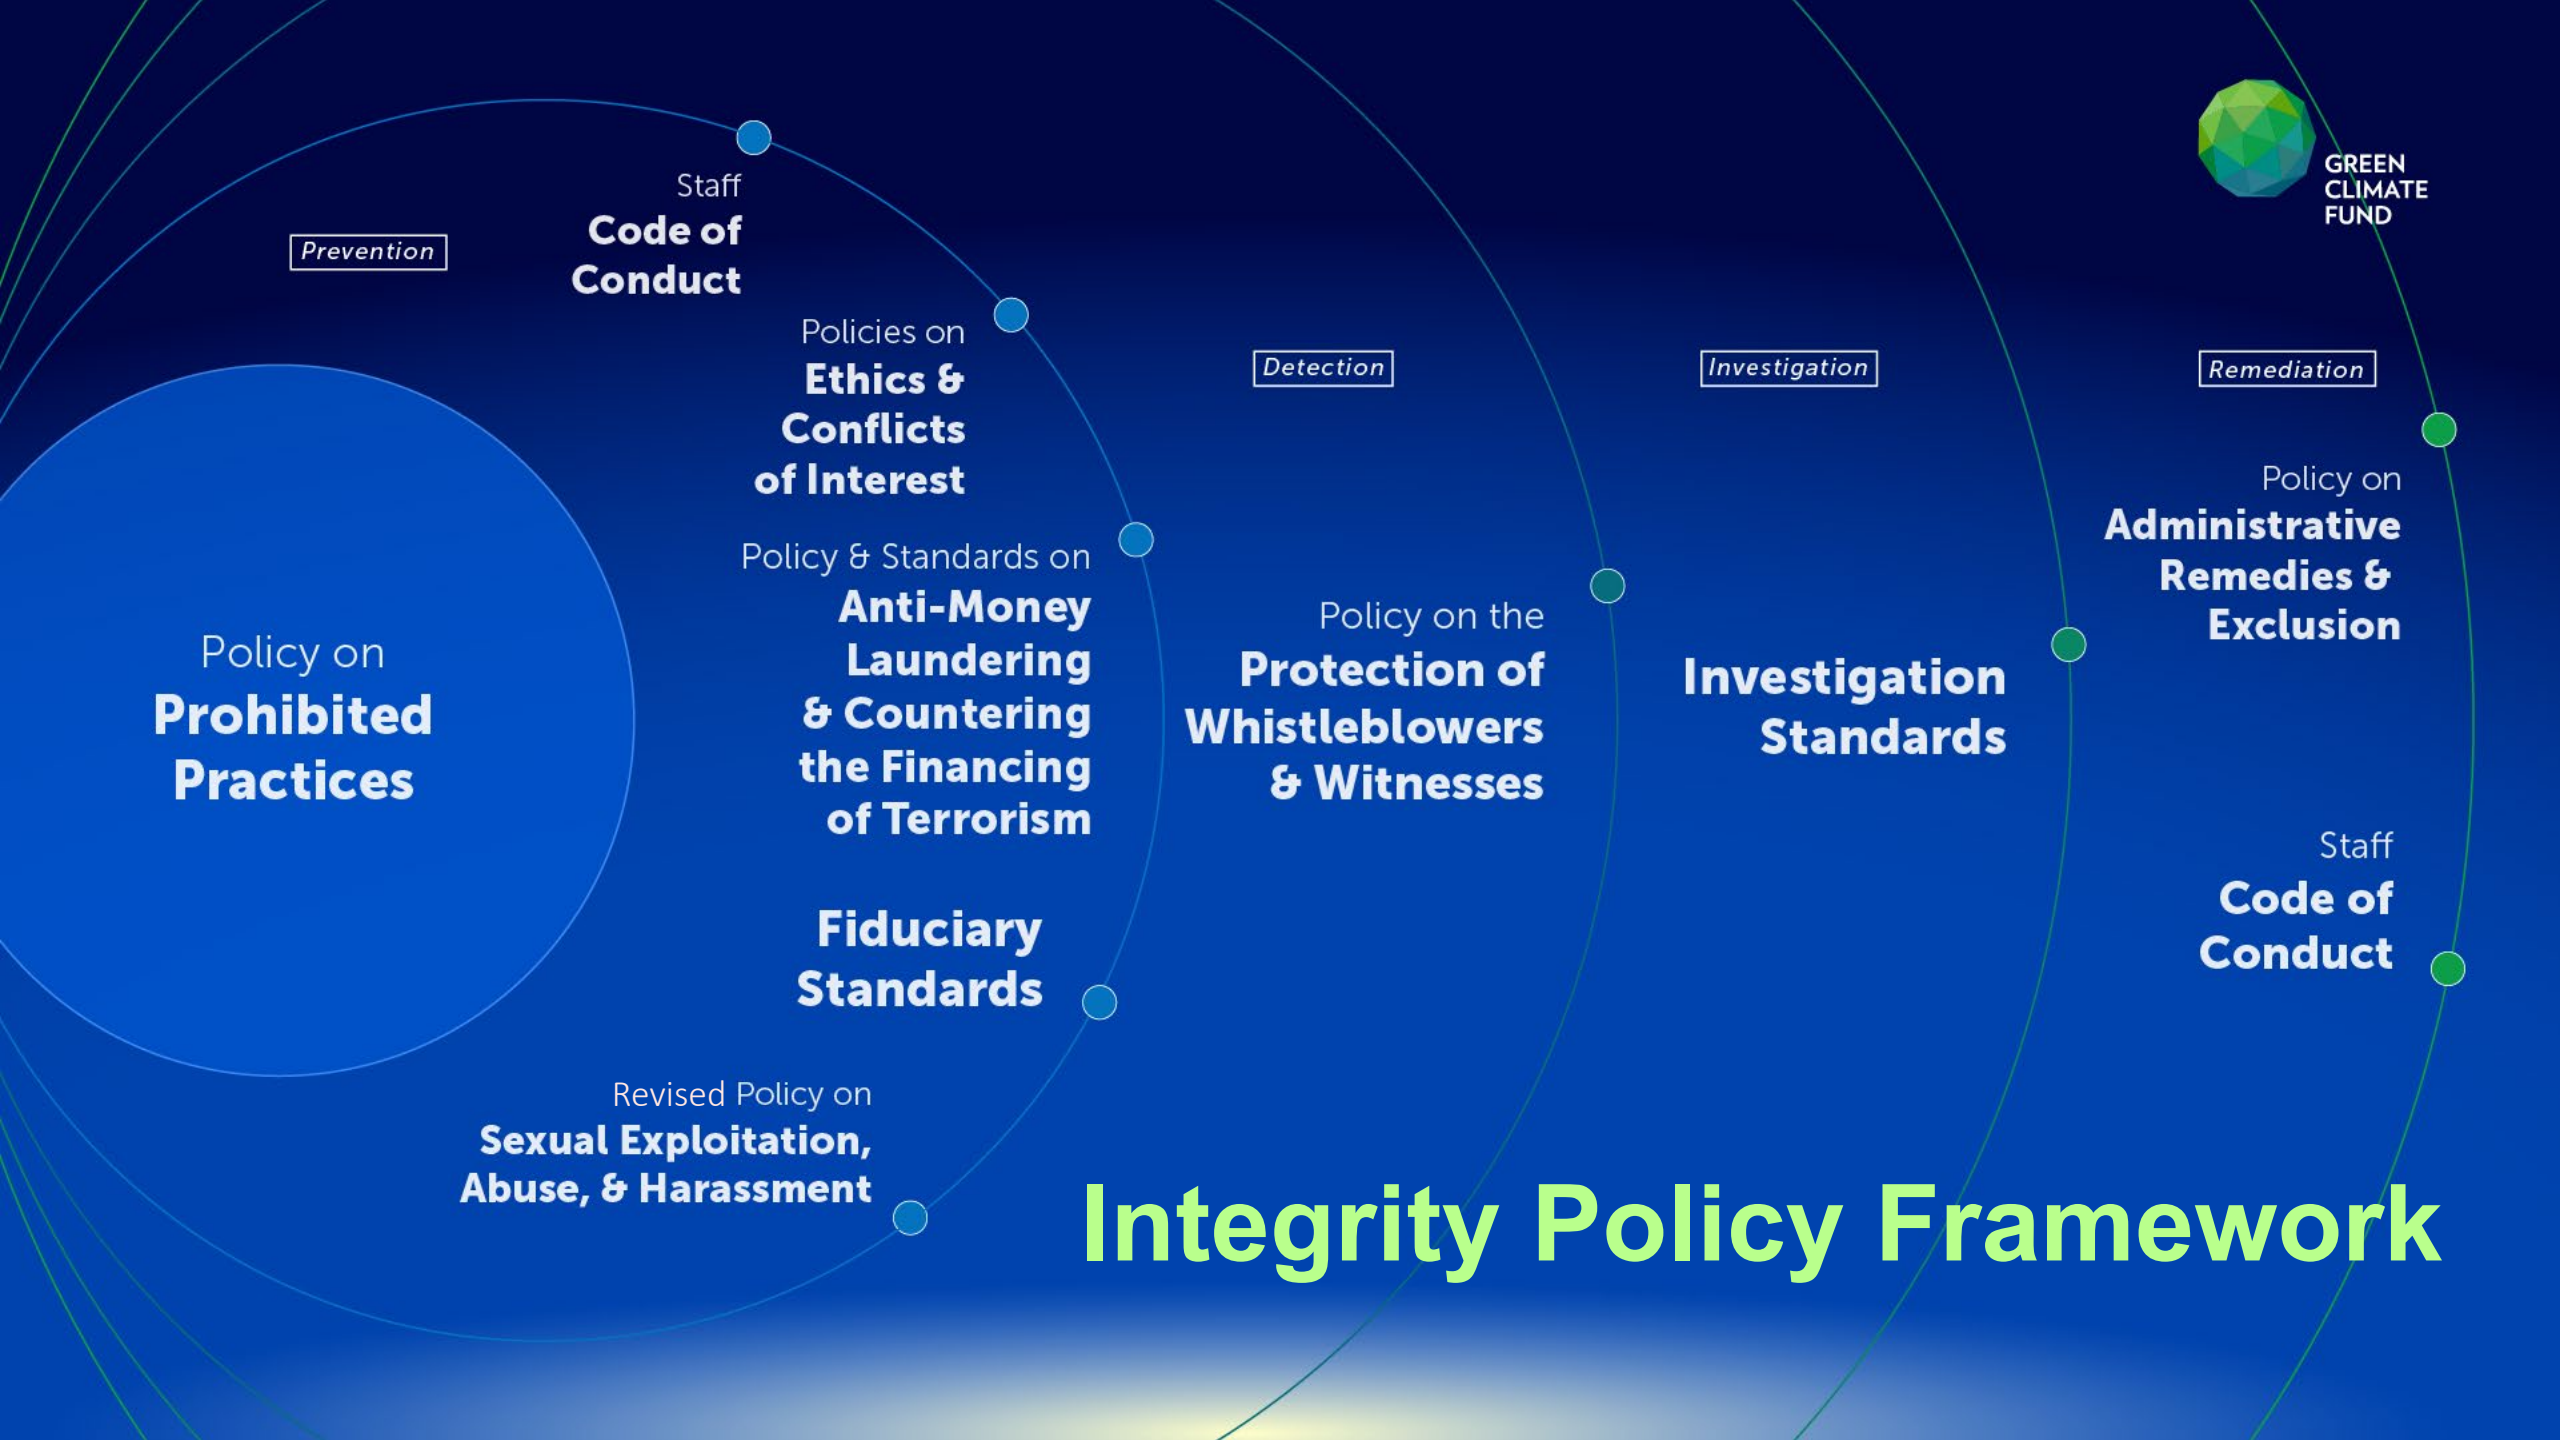 GREEN
CLIMATE
FUND
Prevention
Staff
Code of
Conduct
Policies on
Ethics &
Conflicts
of Interest
Policy & Standards on
Anti-Money
Laundering
& Countering
the Financing
of Terrorism
Fiduciary
Standards
Revised Policy on
Sexual Exploitation,
Abuse, & Harassment
Policy on
Prohibited
Practices
Detection
Policy on the
Protection of
Whistleblowers
& Witnesses
Investigation
Investigation
Standards
Remediation
Policy on
Administrative
Remedies &
Exclusion
Staff
Code of
Conduct
Integrity Policy Framework